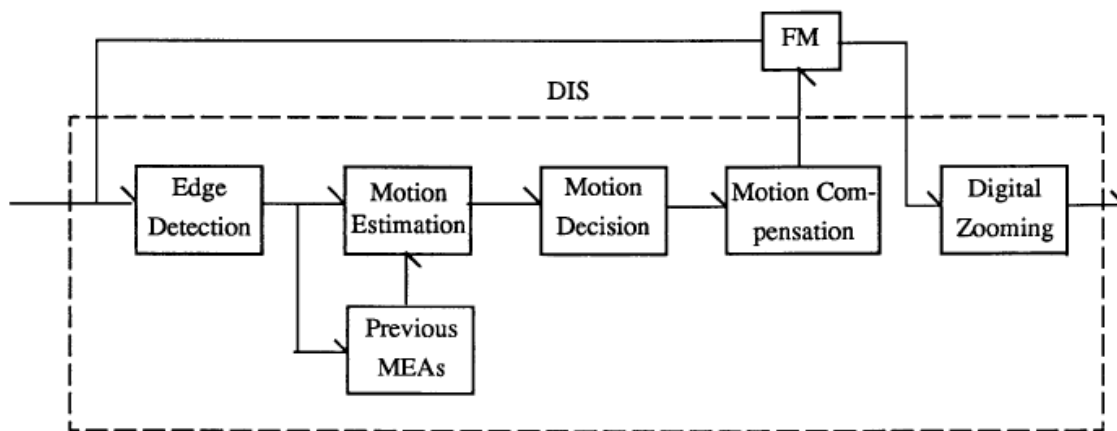 FM
DIS
Edge
Detection
Motion
Estimation
Motion
Decision
Motion Com-
pensation
Digital
Zooming
Previous
MEAs